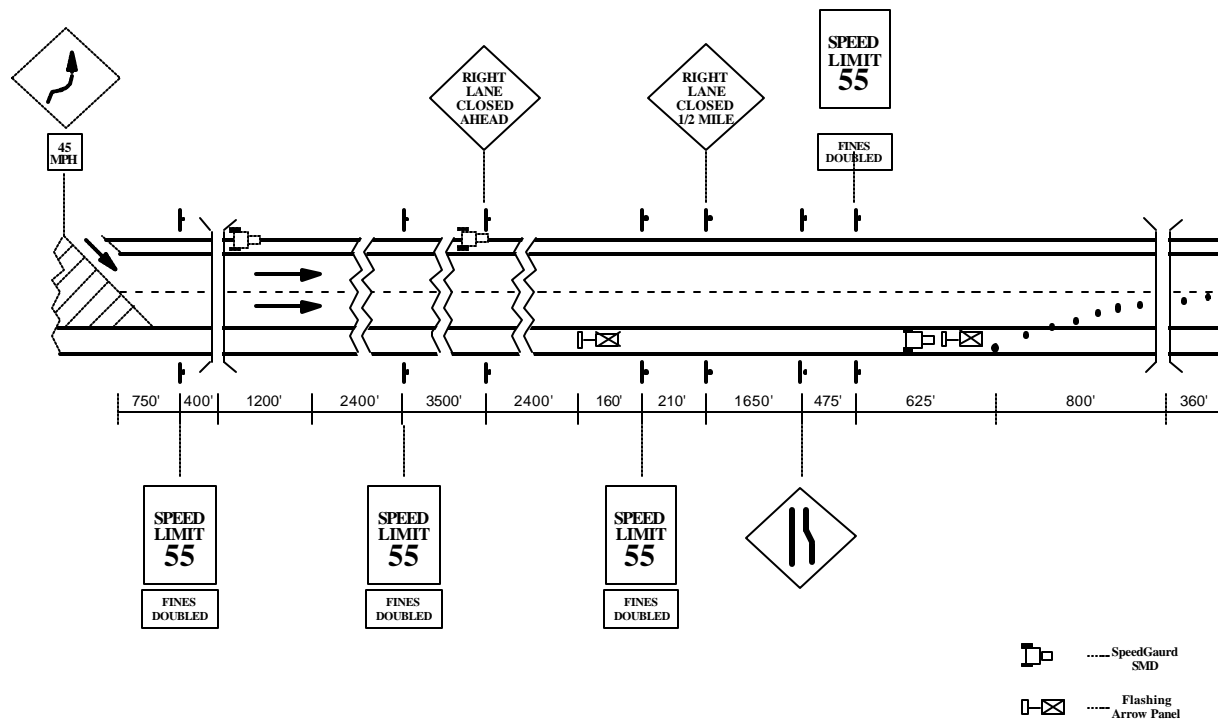 SPEED
LIMIT
55
FINES
DOUBLED
45
MPH
RIGHT
LANE
CLOSED
AHEAD
RIGHT
LANE
CLOSED
1/2 MILE
750' 400' 1200' 2400' 3500' 2400' 160' 210' 1650' 475' 625' 800' 360'
SPEED
LIMIT
55
FINES
DOUBLED
SPEED
LIMIT
55
FINES
DOUBLED
SPEED
LIMIT
55
FINES
DOUBLED
SpeedGaurd
SMD
Flashing
Arrow Panel